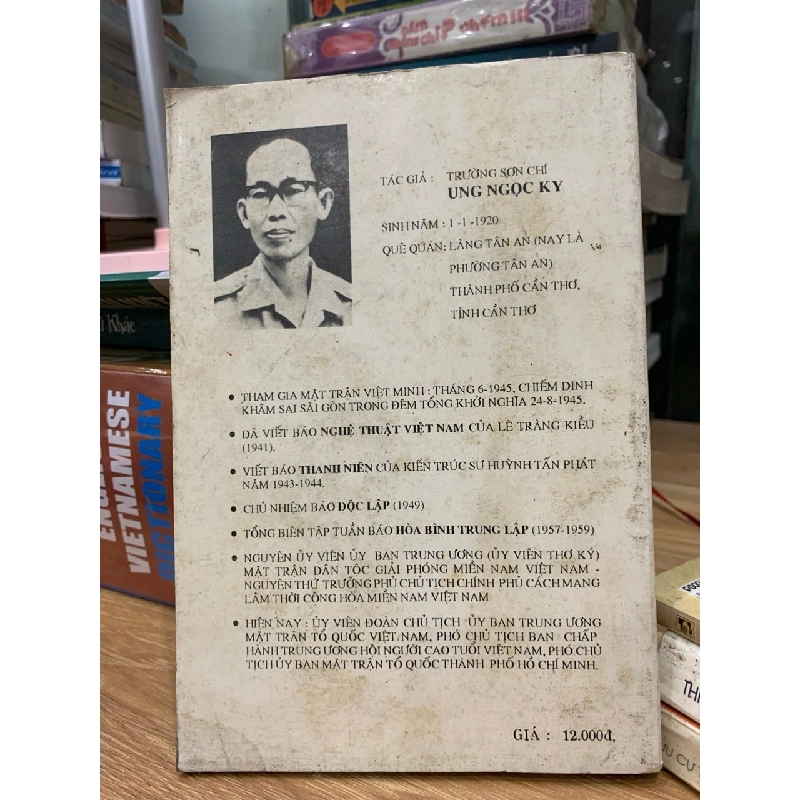 TÁC GIẢ : TRƯỜNG SƠN CHÍ
UNG NGỌC KY
SINH NĂM : 1-1-1920
QUÊ QUÁN: LÀNG TÂN AN (NAY LÀ
PHƯỜNG TÂN AN)
THÀNH PHỐ CẦN THƠ,
TỈNH CẦN THƠ
• THAM GIA MẶT TRẬN VIỆT MINH : THÁNG 6-1945, CHIẾM DINH
KHÂM SAI SÀI GÒN TRONG ĐÊM TỔNG KHỞI NGHĨA 24-8-1945.
• ĐÃ VIẾT BÁO NGHỆ THUẬT VIỆT NAM CỦA LÊ TRÀNG KIỀU
(1941).
• VIẾT BÁO THANH NIÊN CỦA KIẾN TRÚC SƯ HUỲNH TẤN PHÁT
NĂM 1943-1944.
• CHỦ NHIỆM BÁO ĐỘC LẬP (1949)
• TỔNG BIÊN TẬP TUẦN BÁO HÒA BÌNH TRUNG LẬP (1957-1959)
• NGUYÊN ỦY VIÊN ỦY BAN TRUNG ƯƠNG (ỦY VIÊN THƠ KÝ)
MẶT TRẬN DÂN TỘC GIẢI PHÓNG MIỀN NAM VIỆT NAM -
NGUYÊN THỨ TRƯỞNG PHỦ CHỦ TỊCH CHÍNH PHỦ CÁCH MẠNG
LÂM THỜI CỘNG HÒA MIỀN NAM VIỆT NAM
• HIỆN NAY : ỦY VIÊN ĐOÀN CHỦ TỊCH ỦY BAN TRUNG ƯƠNG
MẶT TRẬN TỔ QUỐC VIỆT NAM, PHÓ CHỦ TỊCH BAN CHẤP
HÀNH TRUNG ƯƠNG HỘI NGƯỜI CAO TUỔI VIỆT NAM, PHÓ CHỦ
TỊCH ỦY BAN MẶT TRẬN TỔ QUỐC THÀNH PHỐ HỒ CHÍ MINH.
GIÁ : 12.000đ.
Khác
VIETNAMESE
DICTIONARY